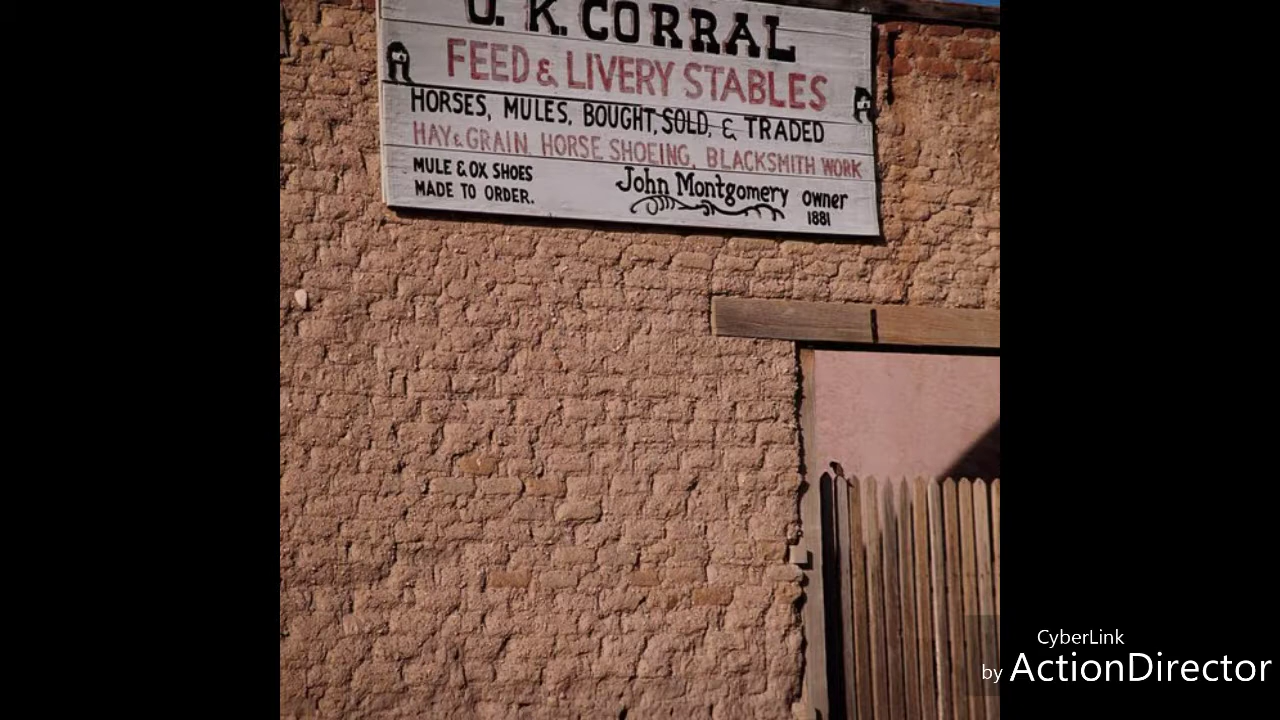 O. K. CORRAL
FEED & LIVERY STABLES
HORSES, MULES, BOUGHT, SOLD, & TRADED
HAY & GRAIN, HORSE SHOEING, BLACKSMITH WORK
MULE & OX SHOES
MADE TO ORDER.
John Montgomery owner
1881
CyberLink
by ActionDirector